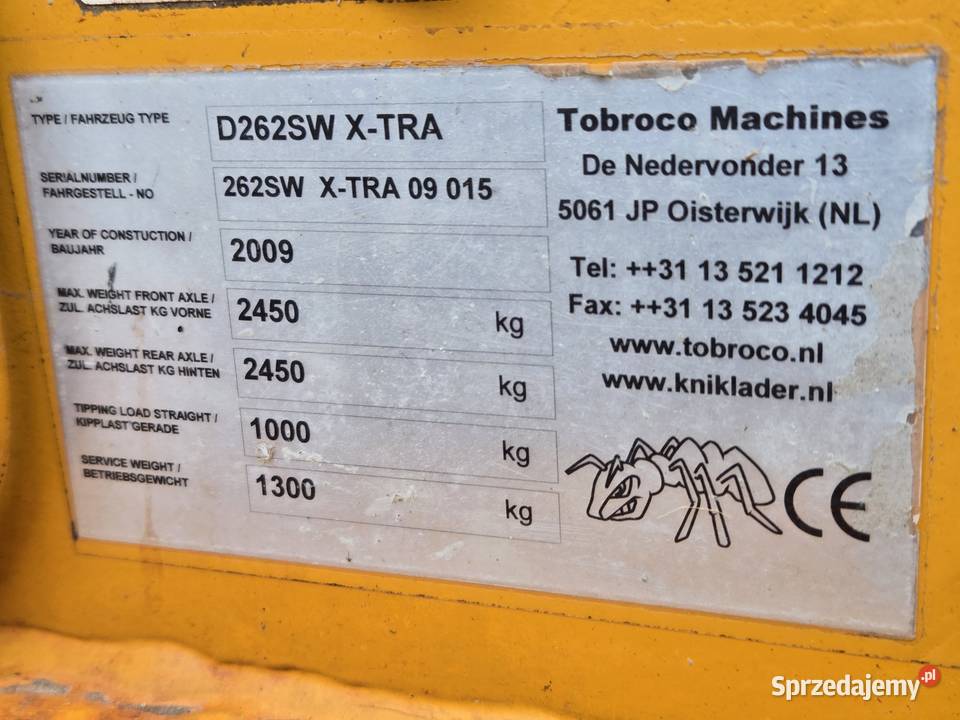 TYPE / FAHRZEUG TYPE
D262SW X-TRA
SERIALNUMBER /
FAHRGESTELL - NO
262SW X-TRA 09 015
YEAR OF CONSTUCTION /
BAUJAHR
2009
MAX. WEIGHT FRONT AXLE /
ZUL. ACHSLAST KG VORNE
2450 kg
MAX. WEIGHT REAR AXLE /
ZUL. ACHSLAST KG HINTEN
2450 kg
TIPPING LOAD STRAIGHT /
KIPPLAST GERADE
1000 kg
SERVICE WEIGHT /
BETRIEBSGEWICHT
1300 kg
Tobroco Machines
De Nedervonder 13
5061 JP Oisterwijk (NL)
Tel: ++31 13 521 1212
Fax: ++31 13 523 4045
www.tobroco.nl
www.kniklader.nl
CE
Sprzedajemy.pl